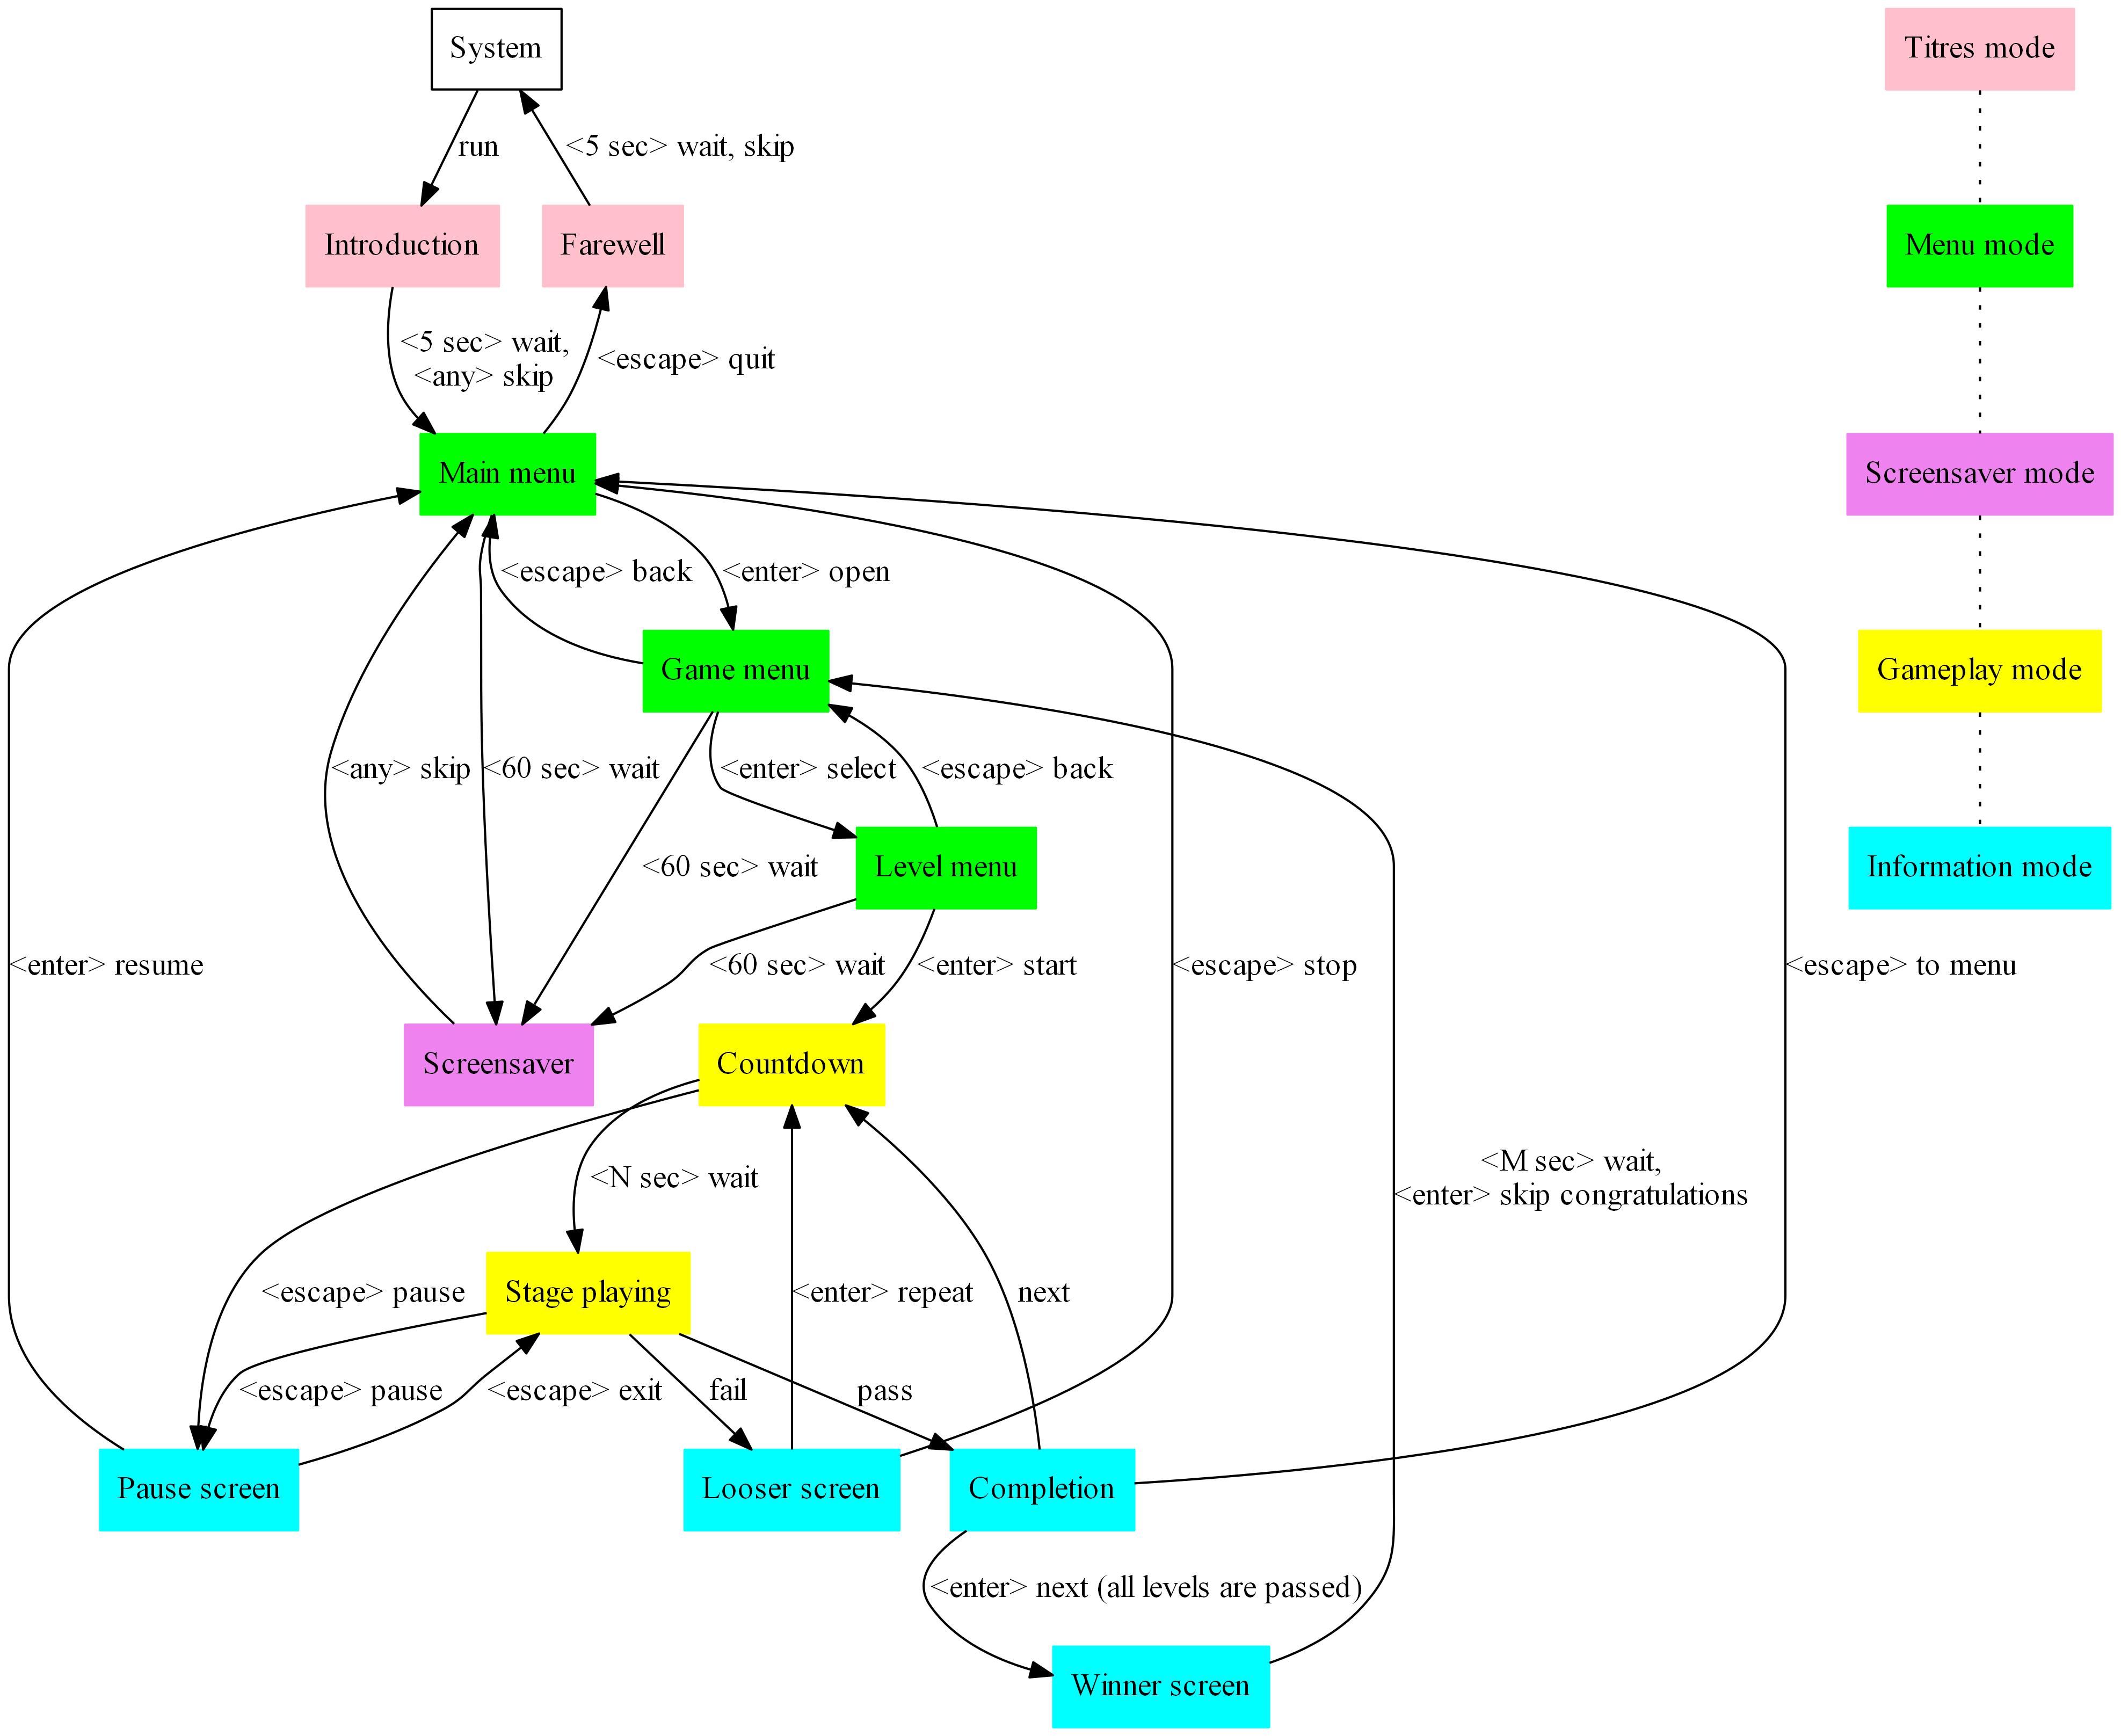 System
Titres mode
run
<5 sec> wait, skip
Introduction
Farewell
Menu mode
<5 sec> wait,
<any> skip
<escape> quit
Main menu
Screensaver mode
<escape> back
<enter> open
Game menu
Gameplay mode
<any> skip
<60 sec> wait
<enter> select
<escape> back
<60 sec> wait
Level menu
Information mode
<enter> resume
<60 sec> wait
<enter> start
<escape> stop
<escape> to menu
Screensaver
Countdown
<N sec> wait
<M sec> wait,
<enter> skip congratulations
<escape> pause
Stage playing
<enter> repeat
next
<escape> pause
<escape> exit
fail
pass
Pause screen
Looser screen
Completion
<enter> next (all levels are passed)
Winner screen